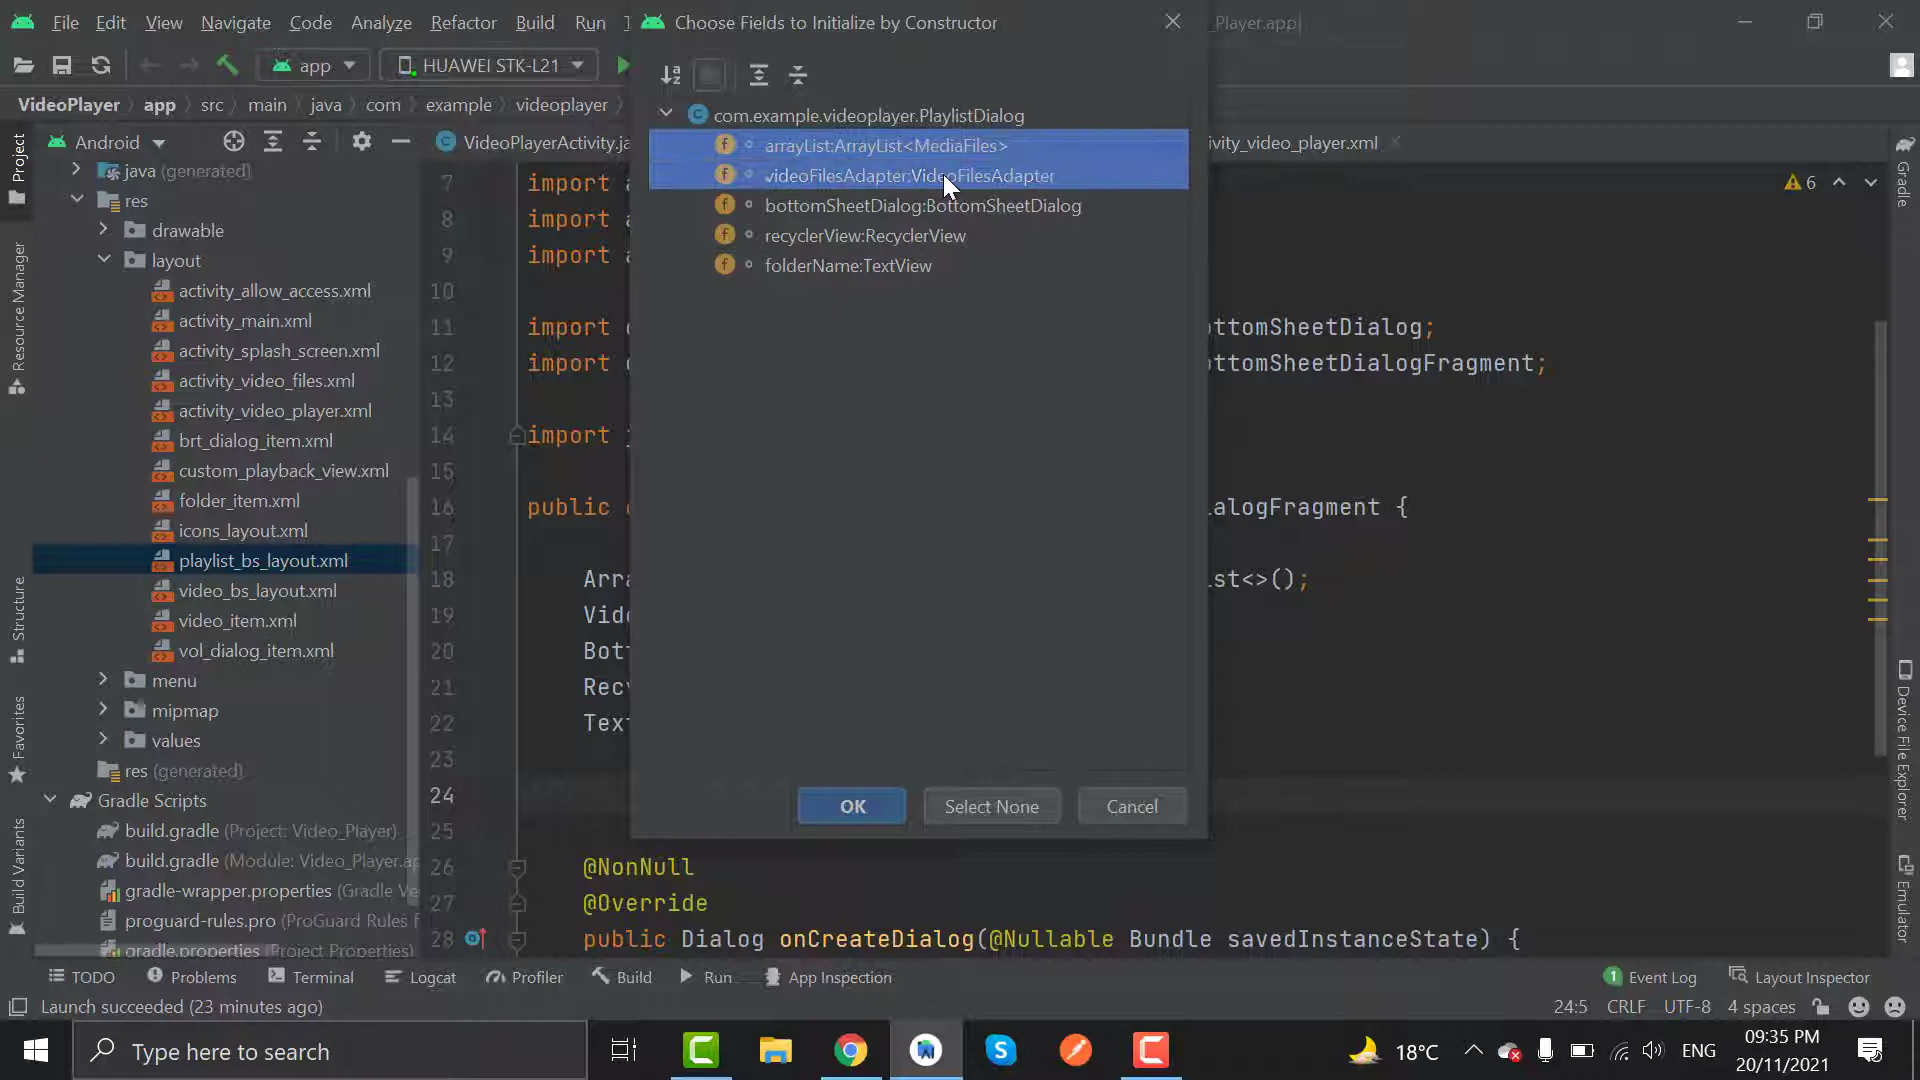 File Edit View Navigate Code Analyze Refactor Build Run
Choose Fields to Initialize by Constructor
_Player.app]
app
HUAWEI STK-L21
VideoPlayer app src main java com example videoplayer
com.example.videoplayer.PlaylistDialog
arrayList:ArrayList<MediaFiles>
videoFilesAdapter:VideoFilesAdapter
bottomSheetDialog:BottomSheetDialog
recyclerView:RecyclerView
folderName:TextView
OK
Select None
Cancel
Android
VideoPlayerActivity.ja
ivity_video_player.xml
Project
Resource Manager
Structure
Favorites
Build Variants
java (generated)
res
drawable
layout
activity_allow_access.xml
activity_main.xml
activity_splash_screen.xml
activity_video_files.xml
activity_video_player.xml
brt_dialog_item.xml
custom_playback_view.xml
folder_item.xml
icons_layout.xml
playlist_bs_layout.xml
video_bs_layout.xml
video_item.xml
vol_dialog_item.xml
menu
mipmap
values
res (generated)
Gradle Scripts
build.gradle (Project: Video_Player)
build.gradle (Module: Video_Player.ap
gradle-wrapper.properties (Gradle Ve
proguard-rules.pro (ProGuard Rules f
gradle.properties (Project Properties)
6
7 import a
8 import a
9 import a
10
11 import c ottomSheetDialog;
12 import c ottomSheetDialogFragment;
13
14 import j
15
16 public c alogFragment {
17
18 Arra st<>();
19 Vide
20 Bott
21 Recy
22 Text
23
24
25
26 @NonNull
27 @Override
28 public Dialog onCreateDialog(@Nullable Bundle savedInstanceState) {
Gradle
Device File Explorer
Emulator
TODO Problems Terminal Logcat Profiler Build Run App Inspection
1 Event Log Layout Inspector
Launch succeeded (23 minutes ago)
24:5 CRLF UTF-8 4 spaces
Type here to search
18°C
ENG
09:35 PM
20/11/2021